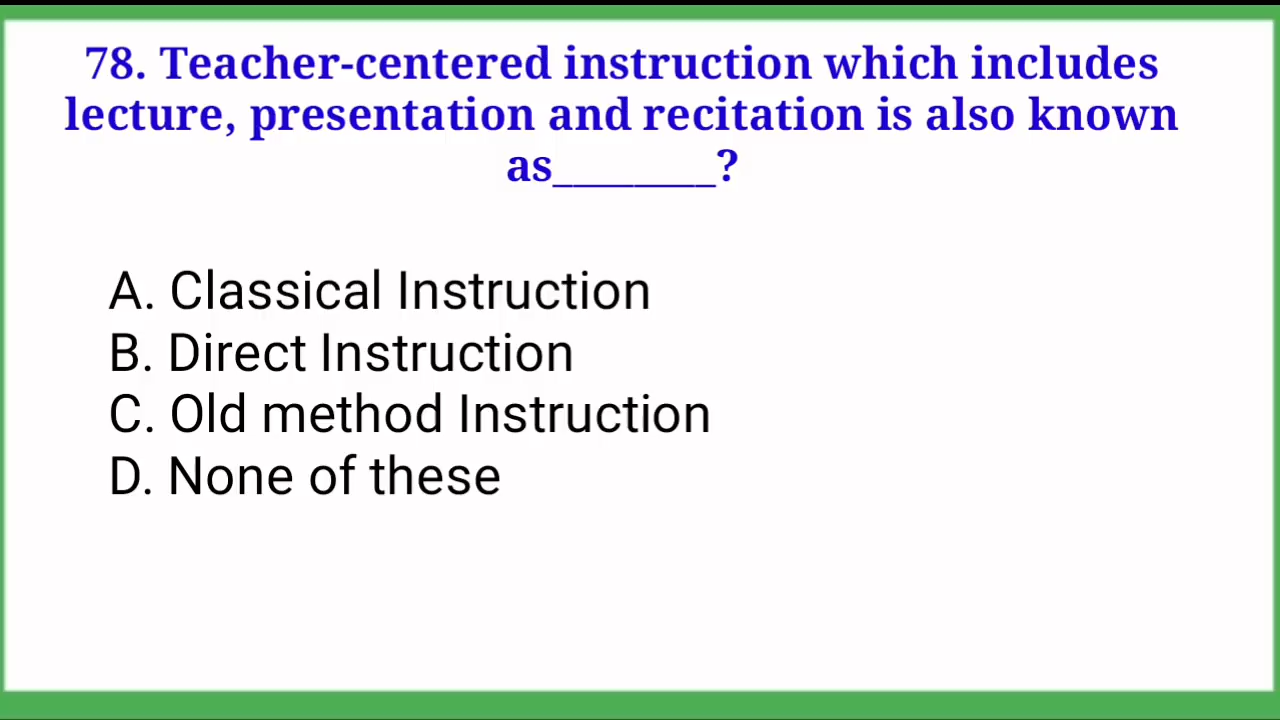 78. Teacher-centered instruction which includes
lecture, presentation and recitation is also known
as________?
A. Classical Instruction
B. Direct Instruction
C. Old method Instruction
D. None of these